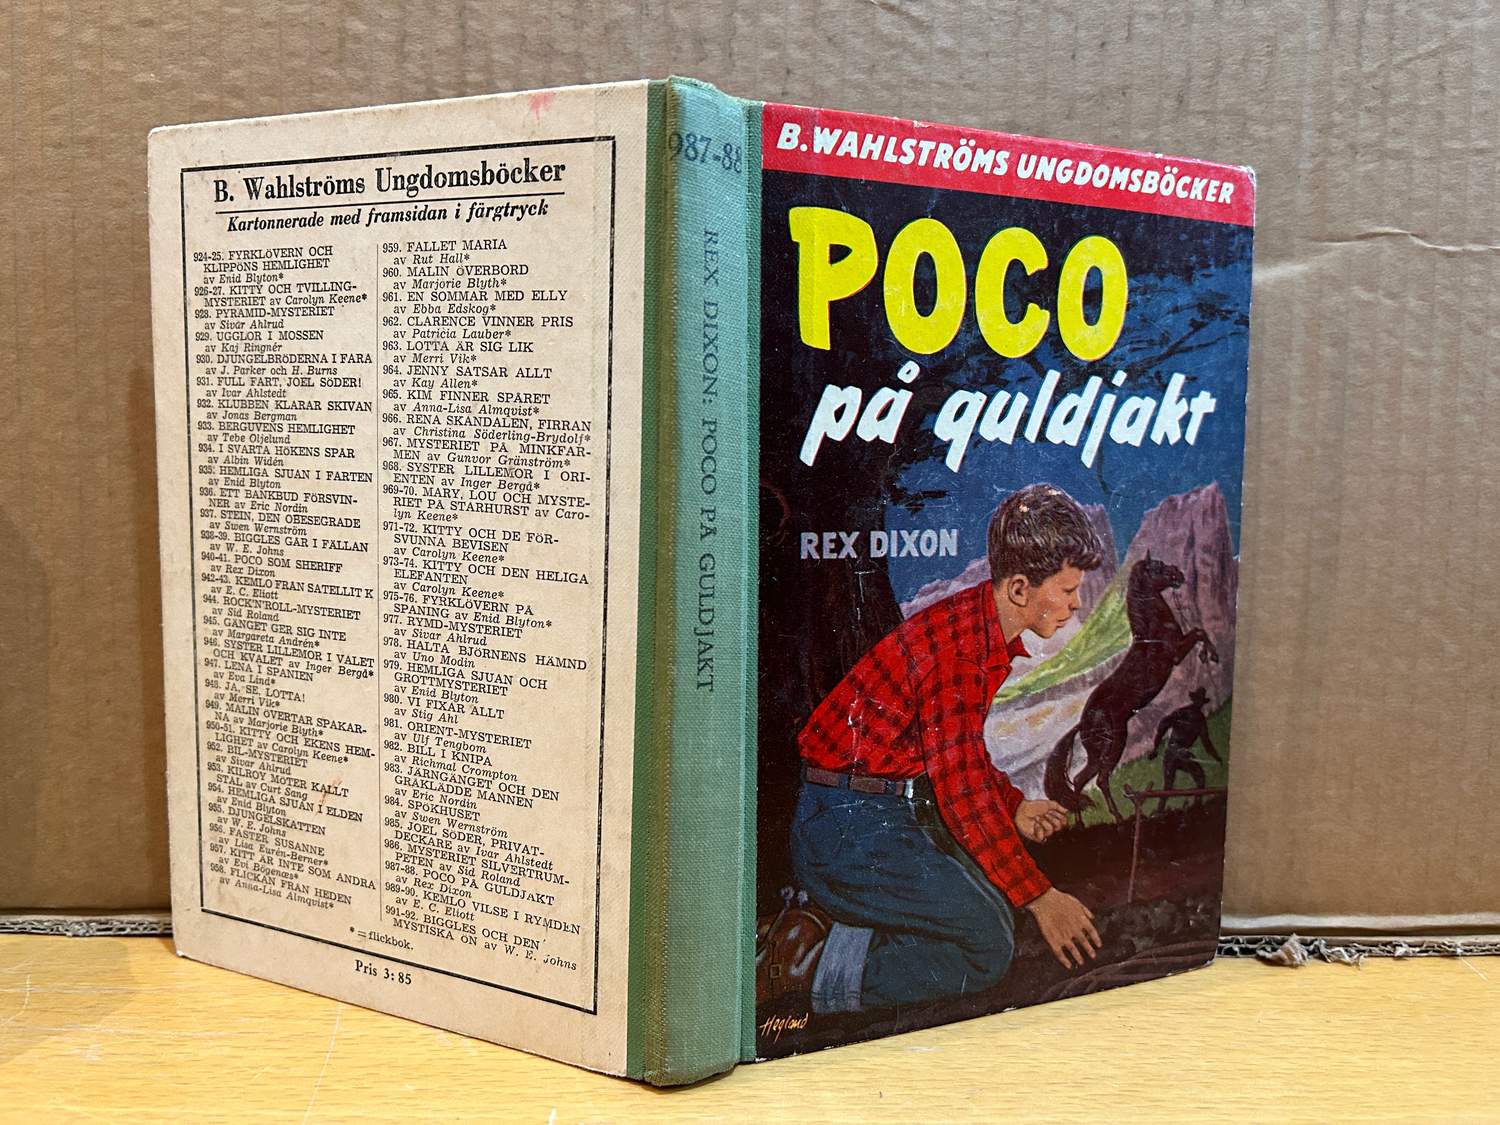 B. Wahlströms Ungdomsböcker
Kartonnerade med framsidan i färgtryck
924-25. FYRKLÖVERN OCH
KLIPPÖNS HEMLIGHET
av Enid Blyton*
926-27. KITTY OCH TVILLING-
MYSTERIET av Carolyn Keene*
928. PYRAMID-MYSTERIET
av Sivar Ahlrud
929. UGGLOR I MOSSEN
av Kaj Ringnér
930. DJUNGELBRÖDERNA I FARA
av J. Parker och H. Burns
931. FULL FART, JOEL SÖDER!
av Ivar Ahlstedt
932. KLUBBEN KLARAR SKIVAN
av Jonas Bergman
933. BERGUVENS HEMLIGHET
av Tebe Oljelund
934. I SVARTA HÖKENS SPÅR
av Albin Widén
935. HEMLIGA SJUAN I FARTEN
av Enid Blyton
936. ETT BANKBUD FÖRSVIN-
NER av Eric Nordin
937. STEIN, DEN OBESEGRADE
av Swen Wernström
938-39. BIGGLES GÅR I FÄLLAN
av W. E. Johns
940-41. POCO SOM SHERIFF
av Rex Dixon
942-43. KEMLO FRÅN SATELLIT K
av E. C. Eliott
944. ROCK'N'ROLL-MYSTERIET
av Sid Roland
945. GÄNGET GER SIG INTE
av Margareta Andrén*
946. SYSTER LILLEMOR I VALET
OCH KVALET av Inger Bergå*
947. LENA I SPANIEN
av Eva Lind*
948. JA, SE, LOTTA!
av Merri Vik*
949. MALIN ÖVERTAR SPAKAR-
NA av Marjorie Blyth*
950-51. KITTY OCH EKENS HEM-
LIGHET av Carolyn Keene*
952. BIL-MYSTERIET
av Sivar Ahlrud
953. KILROY MÖTER KALLT
STÅL av Curt Sang
954. HEMLIGA SJUAN I ELDEN
av Enid Blyton
955. DJUNGELSKATTEN
av W. E. Johns
956. FASTER SUSANNE
av Lisa Eurén-Berner*
957. KITT ÄR INTE SOM ANDRA
av Evi Bögenæs*
958. FLICKAN FRÅN HEDEN
av Anna-Lisa Almqvist*
959. FALLET MARIA
av Rut Hall*
960. MALIN ÖVERBORD
av Marjorie Blyth*
961. EN SOMMAR MED ELLY
av Ebba Edskog*
962. CLARENCE VINNER PRIS
av Patricia Lauber*
963. LOTTA ÄR SIG LIK
av Merri Vik*
964. JENNY SATSAR ALLT
av Kay Allen*
965. KIM FINNER SPÅRET
av Anna-Lisa Almqvist*
966. RENA SKANDALEN, FIRRAN
av Christina Söderling-Brydolf*
967. MYSTERIET PÅ MINKFAR-
MEN av Gunvor Gränström*
968. SYSTER LILLEMOR I ORI-
ENTEN av Inger Bergå*
969-70. MARY, LOU OCH MYSTE-
RIET PÅ STARHURST av Caro-
lyn Keene*
971-72. KITTY OCH DE FÖR-
SVUNNA BEVISEN
av Carolyn Keene*
973-74. KITTY OCH DEN HELIGA
ELEFANTEN
av Carolyn Keene*
975-76. FYRKLÖVERN PÅ
SPANING av Enid Blyton*
977. RYMD-MYSTERIET
av Sivar Ahlrud
978. HALTA BJÖRNENS HÄMND
av Uno Modin
979. HEMLIGA SJUAN OCH
GROTTMYSTERIET
av Enid Blyton
980. VI FIXAR ALLT
av Stig Ahl
981. ORIENT-MYSTERIET
av Ulf Tengbom
982. BILL I KNIPA
av Richmal Crompton
983. JÄRNGÄNGET OCH DEN
GRÅKLÄDDE MANNEN
av Eric Nordin
984. SPÖKHUSET
av Swen Wernström
985. JOEL SÖDER, PRIVAT-
DECKARE av Ivar Ahlstedt
986. MYSTERIET SILVERTRUM-
PETEN av Sid Roland
987-88. POCO PÅ GULDJAKT
av Rex Dixon
989-90. KEMLO VILSE I RYMDEN
av E. C. Eliott
991-92. BIGGLES OCH DEN
MYSTISKA ÖN av W. E. Johns
* = flickbok.
Pris 3:85
987-88
REX DIXON: POCO PÅ GULDJAKT
B. WAHLSTRÖMS UNGDOMSBÖCKER
POCO
på guldjakt
REX DIXON
Hegland